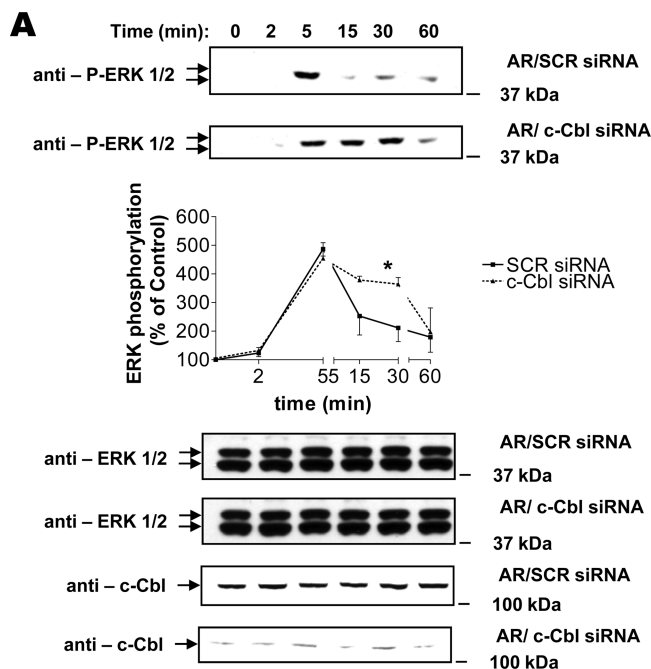 A
Time (min): 0 2 5 15 30 60
anti – P-ERK 1/2
AR/SCR siRNA
37 kDa
anti – P-ERK 1/2
AR/ c-Cbl siRNA
37 kDa
ERK phosphorylation
(% of Control)
600
500
400
300
200
100
*
SCR siRNA
c-Cbl siRNA
2 55 15 30 60
time (min)
anti – ERK 1/2
AR/SCR siRNA
37 kDa
anti – ERK 1/2
AR/ c-Cbl siRNA
37 kDa
anti – c-Cbl
AR/SCR siRNA
100 kDa
anti – c-Cbl
AR/ c-Cbl siRNA
100 kDa